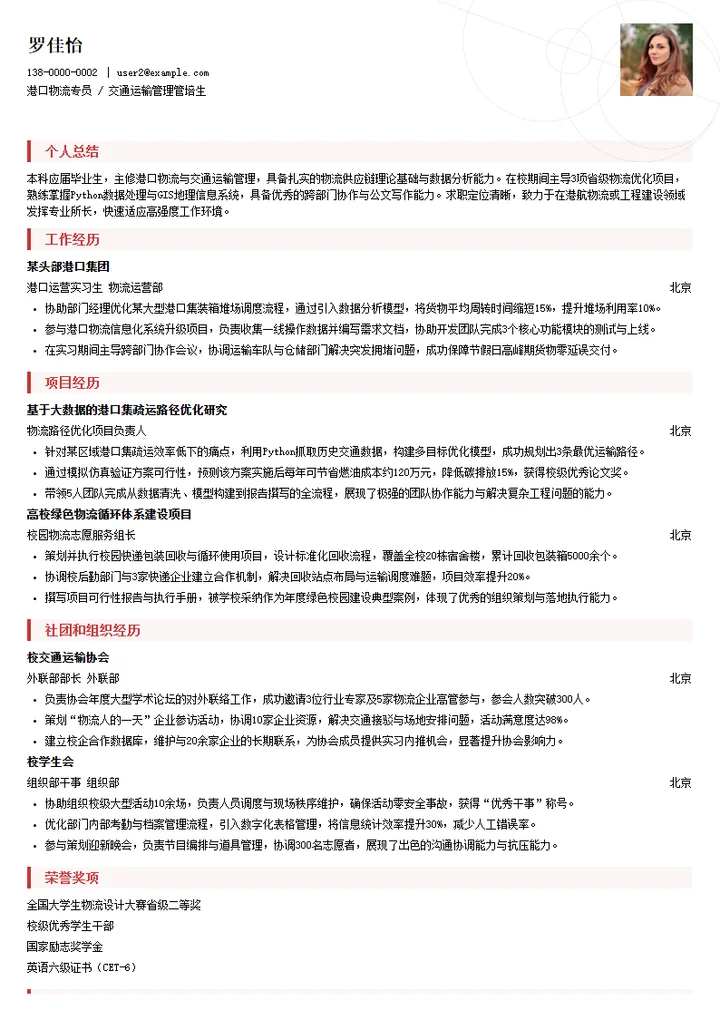 罗佳怡
138-0000-0002 | user2@example.com
港口物流专员 / 交通运输管理管培生
个人总结
本科应届毕业生，主修港口物流与交通运输管理，具备扎实的物流供应链理论基础与数据分析能力。在校期间主导3项省级物流优化项目，
熟练掌握Python数据处理与GIS地理信息系统，具备优秀的跨部门协作与公文写作能力。求职定位清晰，致力于在港航物流或工程建设领域
发挥专业所长，快速适应高强度工作环境。
工作经历
某头部港口集团
港口运营实习生 物流运营部 北京
• 协助部门经理优化某大型港口集装箱堆场调度流程，通过引入数据分析模型，将货物平均周转时间缩短15%，提升堆场利用率10%。
• 参与港口物流信息化系统升级项目，负责收集一线操作数据并编写需求文档，协助开发团队完成3个核心功能模块的测试与上线。
• 在实习期间主导跨部门协作会议，协调运输车队与仓储部门解决突发拥堵问题，成功保障节假日高峰期货物零延误交付。
项目经历
基于大数据的港口集疏运路径优化研究
物流路径优化项目负责人 北京
• 针对某区域港口集疏运效率低下的痛点，利用Python抓取历史交通数据，构建多目标优化模型，成功规划出3条最优运输路径。
• 通过模拟仿真验证方案可行性，预测该方案实施后每年可节省燃油成本约120万元，降低碳排放15%，获得校级优秀论文奖。
• 带领5人团队完成从数据清洗、模型构建到报告撰写的全流程，展现了极强的团队协作能力与解决复杂工程问题的能力。
高校绿色物流循环体系建设项目
校园物流志愿服务组长 北京
• 策划并执行校园快递包装回收与循环使用项目，设计标准化回收流程，覆盖全校20栋宿舍楼，累计回收包装箱5000余个。
• 协调校后勤部门与3家快递企业建立合作机制，解决回收站点布局与运输调度难题，项目效率提升20%。
• 撰写项目可行性报告与执行手册，被学校采纳作为年度绿色校园建设典型案例，体现了优秀的组织策划与落地执行能力。
社团和组织经历
校交通运输协会
外联部部长 外联部 北京
• 负责协会年度大型学术论坛的对外联络工作，成功邀请3位行业专家及5家物流企业高管参与，参会人数突破300人。
• 策划“物流人的一天”企业参访活动，协调10家企业资源，解决交通接驳与场地安排问题，活动满意度达98%。
• 建立校企合作数据库，维护与20余家企业的长期联系，为协会成员提供实习内推机会，显著提升协会影响力。
校学生会
组织部干事 组织部 北京
• 协助组织校级大型活动10余场，负责人员调度与现场秩序维护，确保活动零安全事故，获得“优秀干事”称号。
• 优化部门内部考勤与档案管理流程，引入数字化表格管理，将信息统计效率提升30%，减少人工错误率。
• 参与策划迎新晚会，负责节目编排与道具管理，协调300名志愿者，展现了出色的沟通协调能力与抗压能力。
荣誉奖项
全国大学生物流设计大赛省级二等奖
校级优秀学生干部
国家励志奖学金
英语六级证书（CET-6）